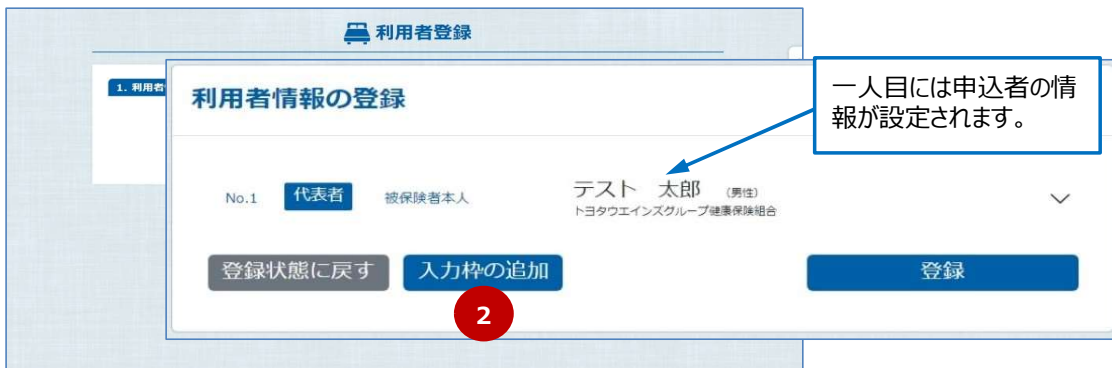 利用者登録
1. 利用者
利用者情報の登録
一人目には申込者の情
報が設定されます。
No.1 代表者 被保険者本人 テスト 太郎 (男性)
トヨタウエインズグループ健康保険組合
登録状態に戻す 入力枠の追加 登録
2